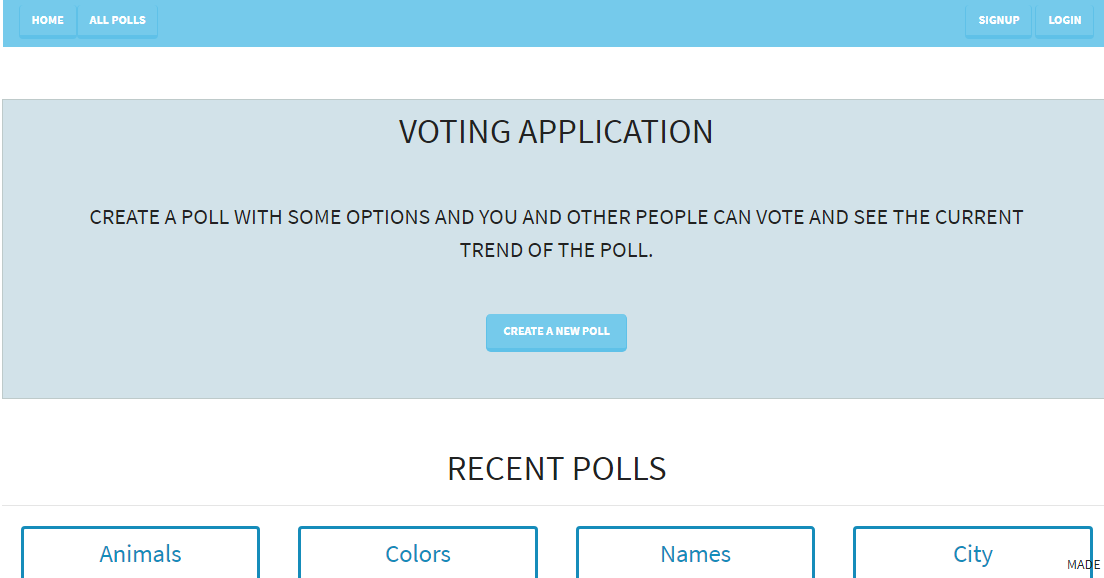 HOME ALL POLLS SIGNUP LOGIN
VOTING APPLICATION
CREATE A POLL WITH SOME OPTIONS AND YOU AND OTHER PEOPLE CAN VOTE AND SEE THE CURRENT
TREND OF THE POLL.
CREATE A NEW POLL
RECENT POLLS
Animals Colors Names City
MADE